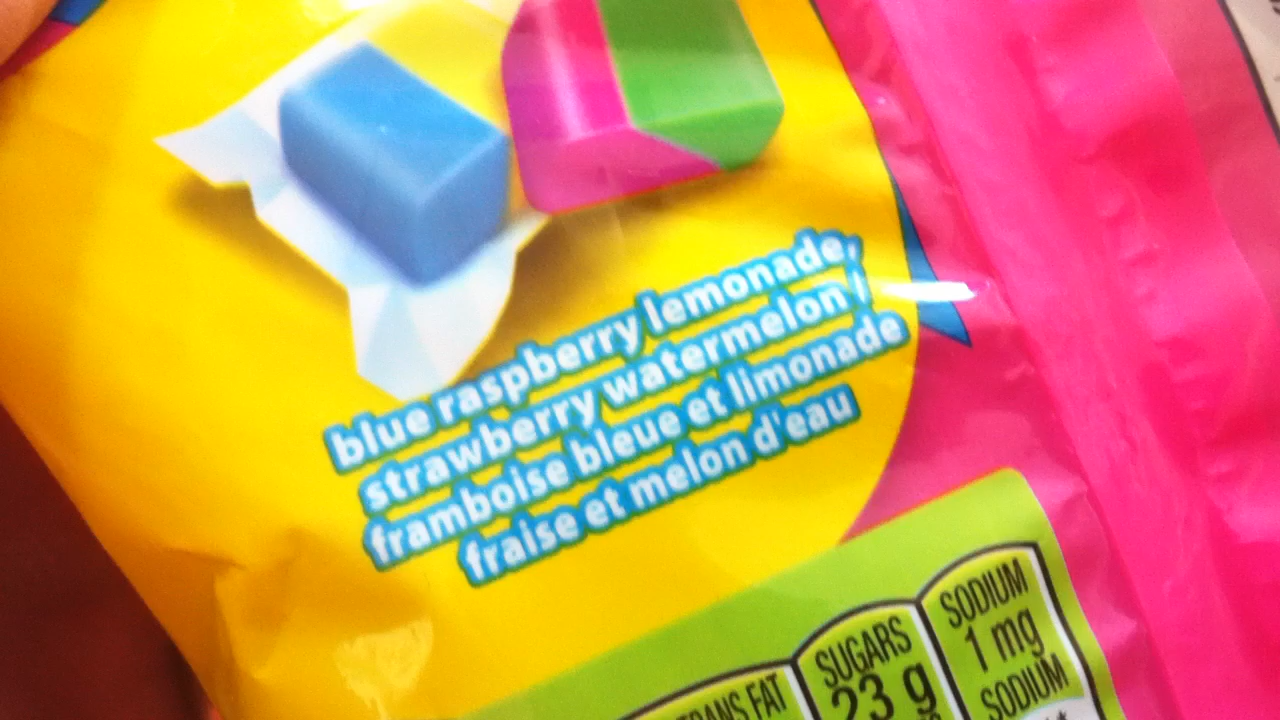 blue raspberry lemonade,
strawberry watermelon /
framboise bleue et limonade
fraise et melon d'eau
TRANS FAT
SUGARS
23 g
SODIUM
1 mg
SODIUM